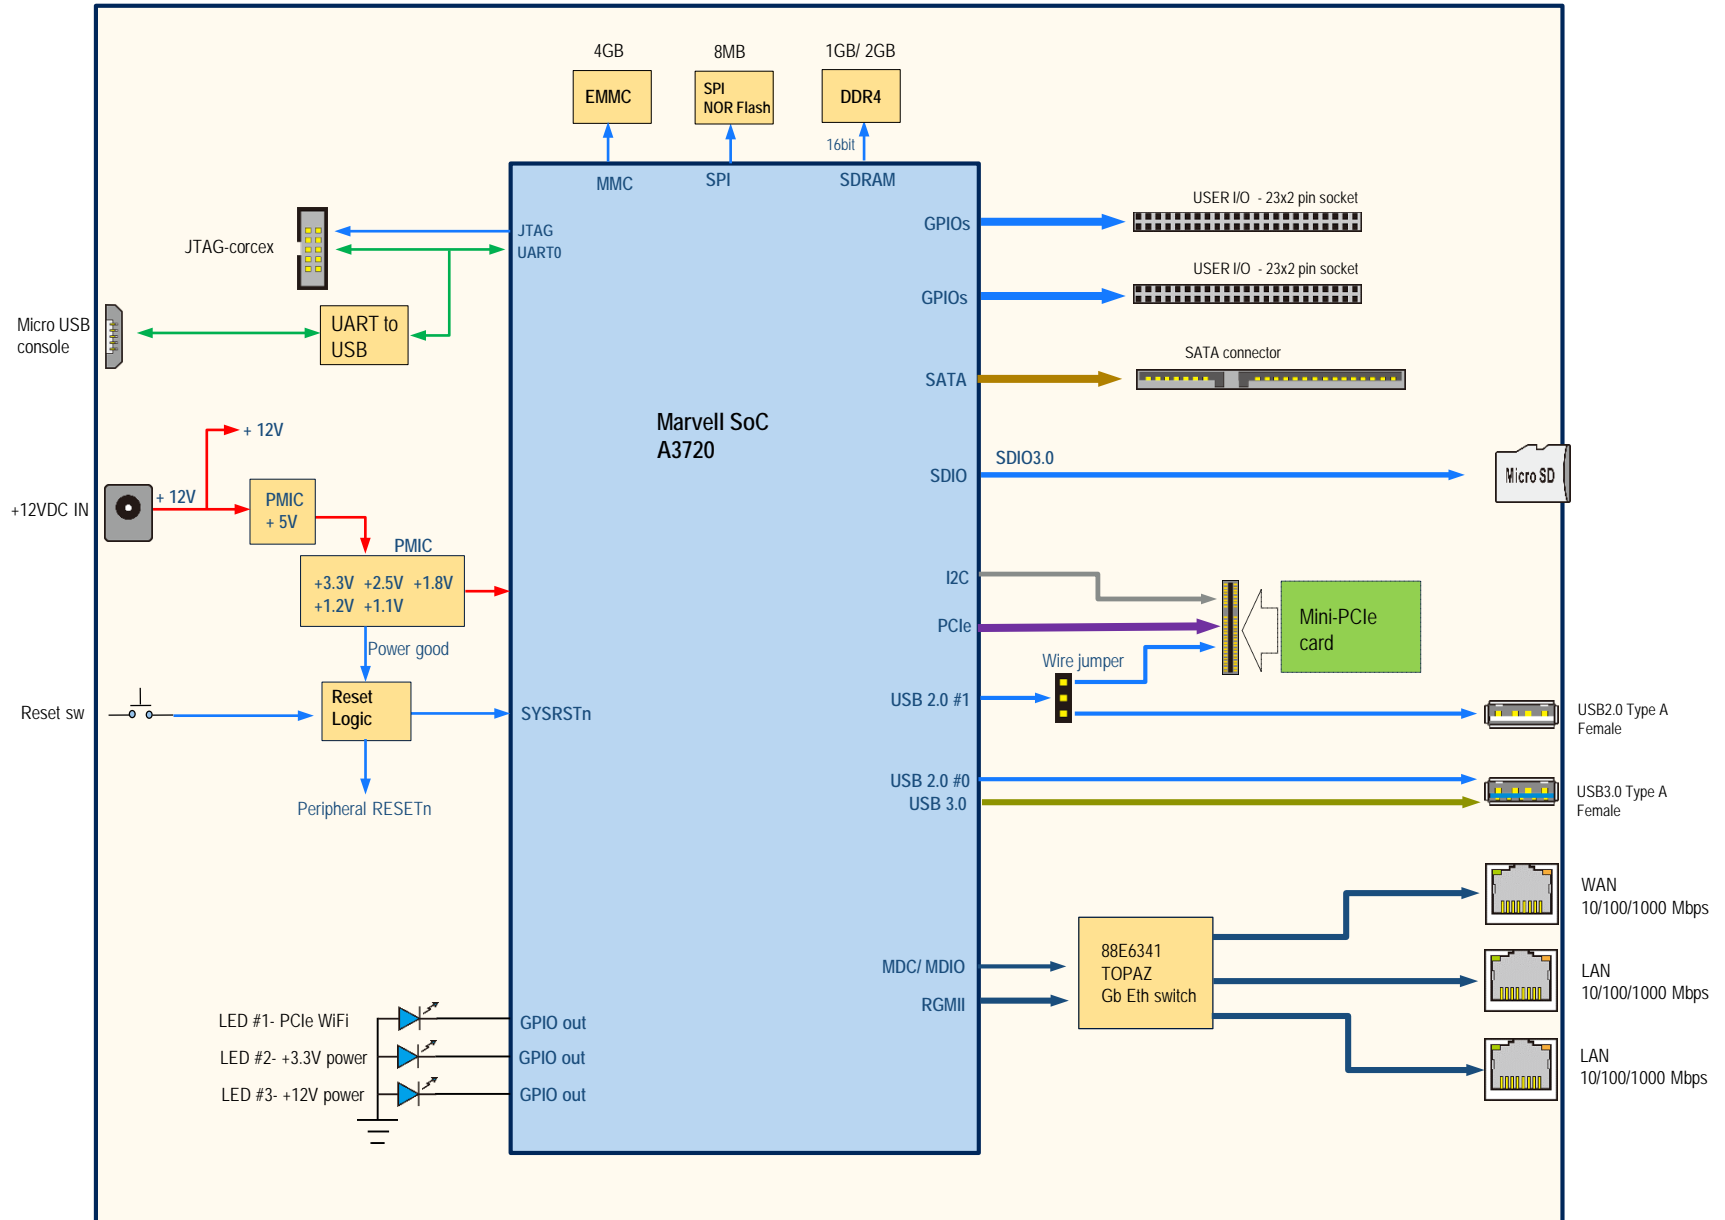 4GB
8MB
1GB/ 2GB
EMMC
SPI
NOR Flash
DDR4
16bit
MMC
SPI
SDRAM
JTAG-corcex
JTAG
UART0
GPIOs
USER I/O - 23x2 pin socket
GPIOs
USER I/O - 23x2 pin socket
Micro USB
console
UART to
USB
SATA
SATA connector
Marvell SoC
A3720
+ 12V
+12VDC IN
+ 12V
PMIC
+ 5V
SDIO
SDIO3.0
Micro SD
PMIC
+3.3V +2.5V +1.8V
+1.2V +1.1V
Power good
I2C
PCIe
Mini-PCIe
card
Wire jumper
USB 2.0 #1
USB2.0 Type A
Female
Reset sw
Reset
Logic
SYSRSTn
Peripheral RESETn
USB 2.0 #0
USB 3.0
USB3.0 Type A
Female
WAN
10/100/1000 Mbps
MDC/ MDIO
RGMII
88E6341
TOPAZ
Gb Eth switch
LAN
10/100/1000 Mbps
LAN
10/100/1000 Mbps
LED #1- PCIe WiFi
GPIO out
LED #2- +3.3V power
GPIO out
LED #3- +12V power
GPIO out